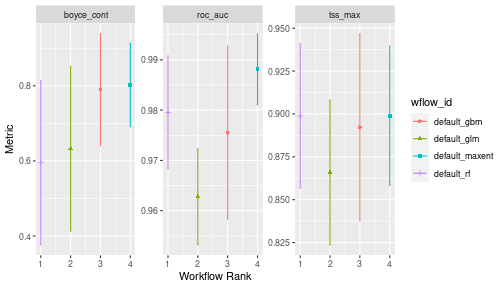 boyce_cont
roc_auc
tss_max
Metric
0.8
0.6
0.4
0.99
0.98
0.97
0.96
0.950
0.925
0.900
0.875
0.850
0.825
1 2 3 4
1 2 3 4
1 2 3 4
Workflow Rank
wflow_id
default_gbm
default_glm
default_maxent
default_rf